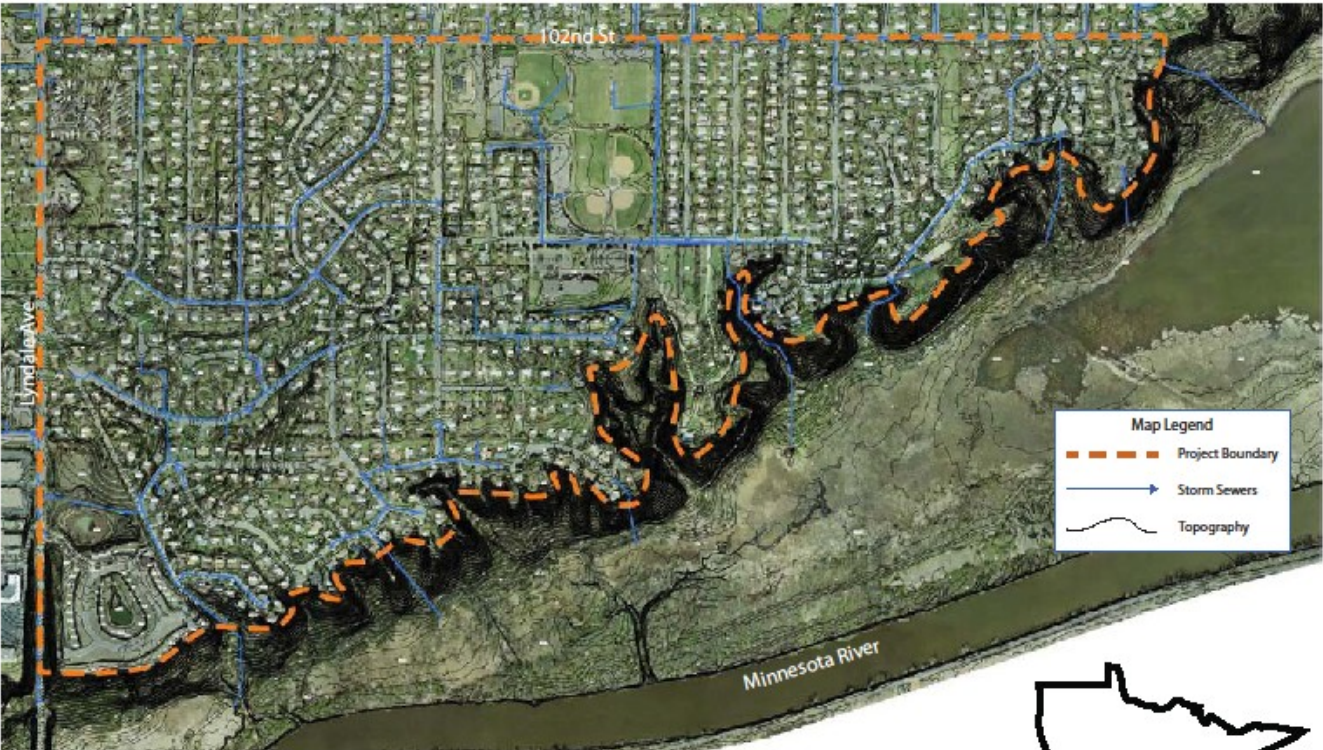 102nd St
Lyndale Ave
Map Legend
Project Boundary
Storm Sewers
Topography
Minnesota River